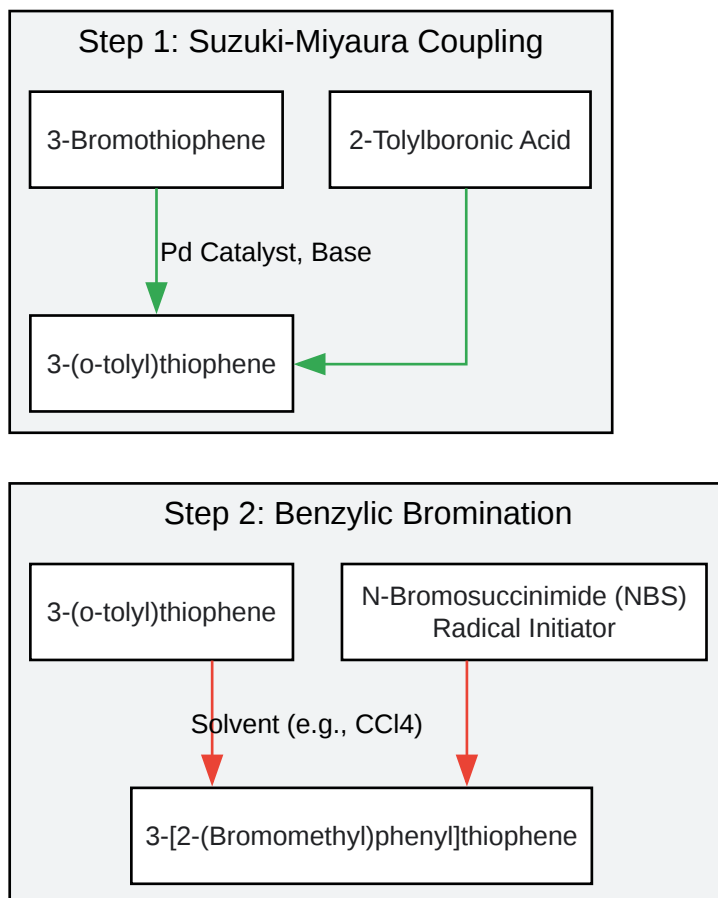 Step 1: Suzuki-Miyaura Coupling
3-Bromothiophene
2-Tolylboronic Acid
Pd Catalyst, Base
3-(o-tolyl)thiophene
Step 2: Benzylic Bromination
3-(o-tolyl)thiophene
N-Bromosuccinimide (NBS)
Radical Initiator
Solvent (e.g., CCl4)
3-[2-(Bromomethyl)phenyl]thiophene